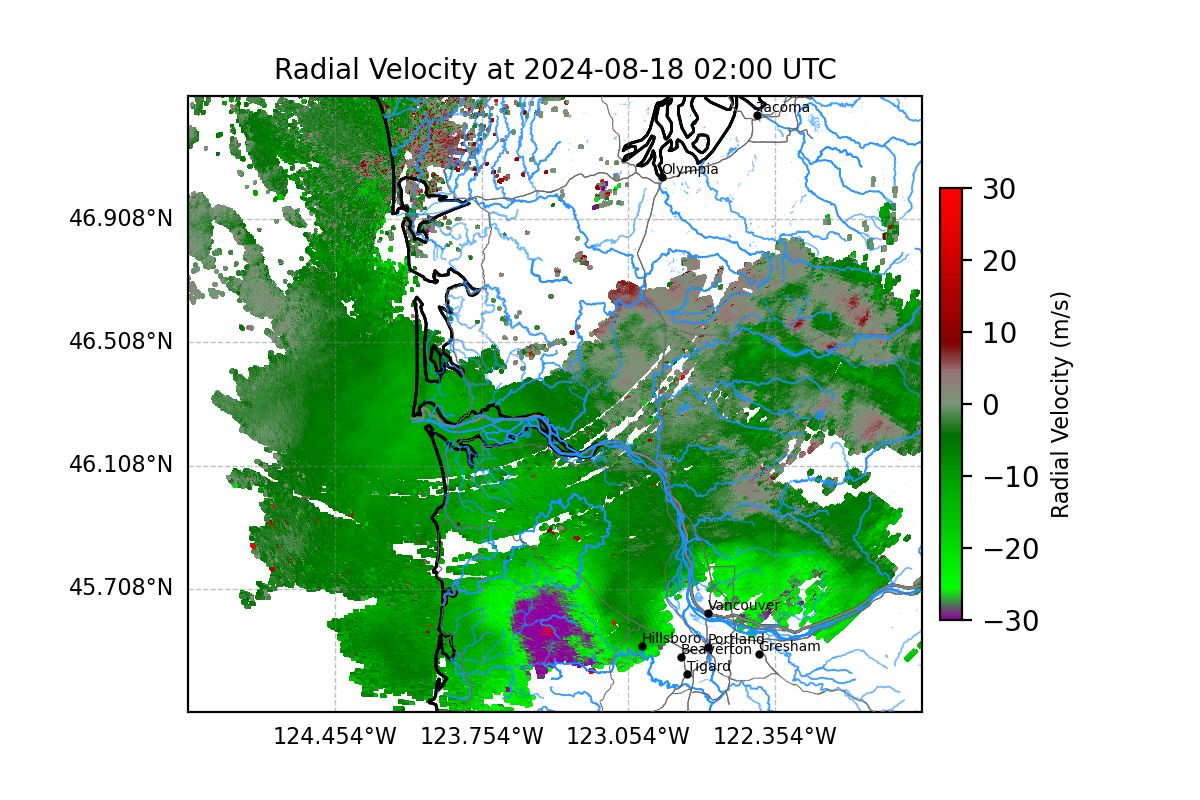 Radial Velocity at 2024-08-18 02:00 UTC
Tacoma
Olympia
46.908°N
46.508°N
46.108°N
45.708°N
Vancouver
Hillsboro
Portland
Beaverton
Gresham
Tigard
124.454°W
123.754°W
123.054°W
122.354°W
30
20
10
0
−10
−20
−30
Radial Velocity (m/s)